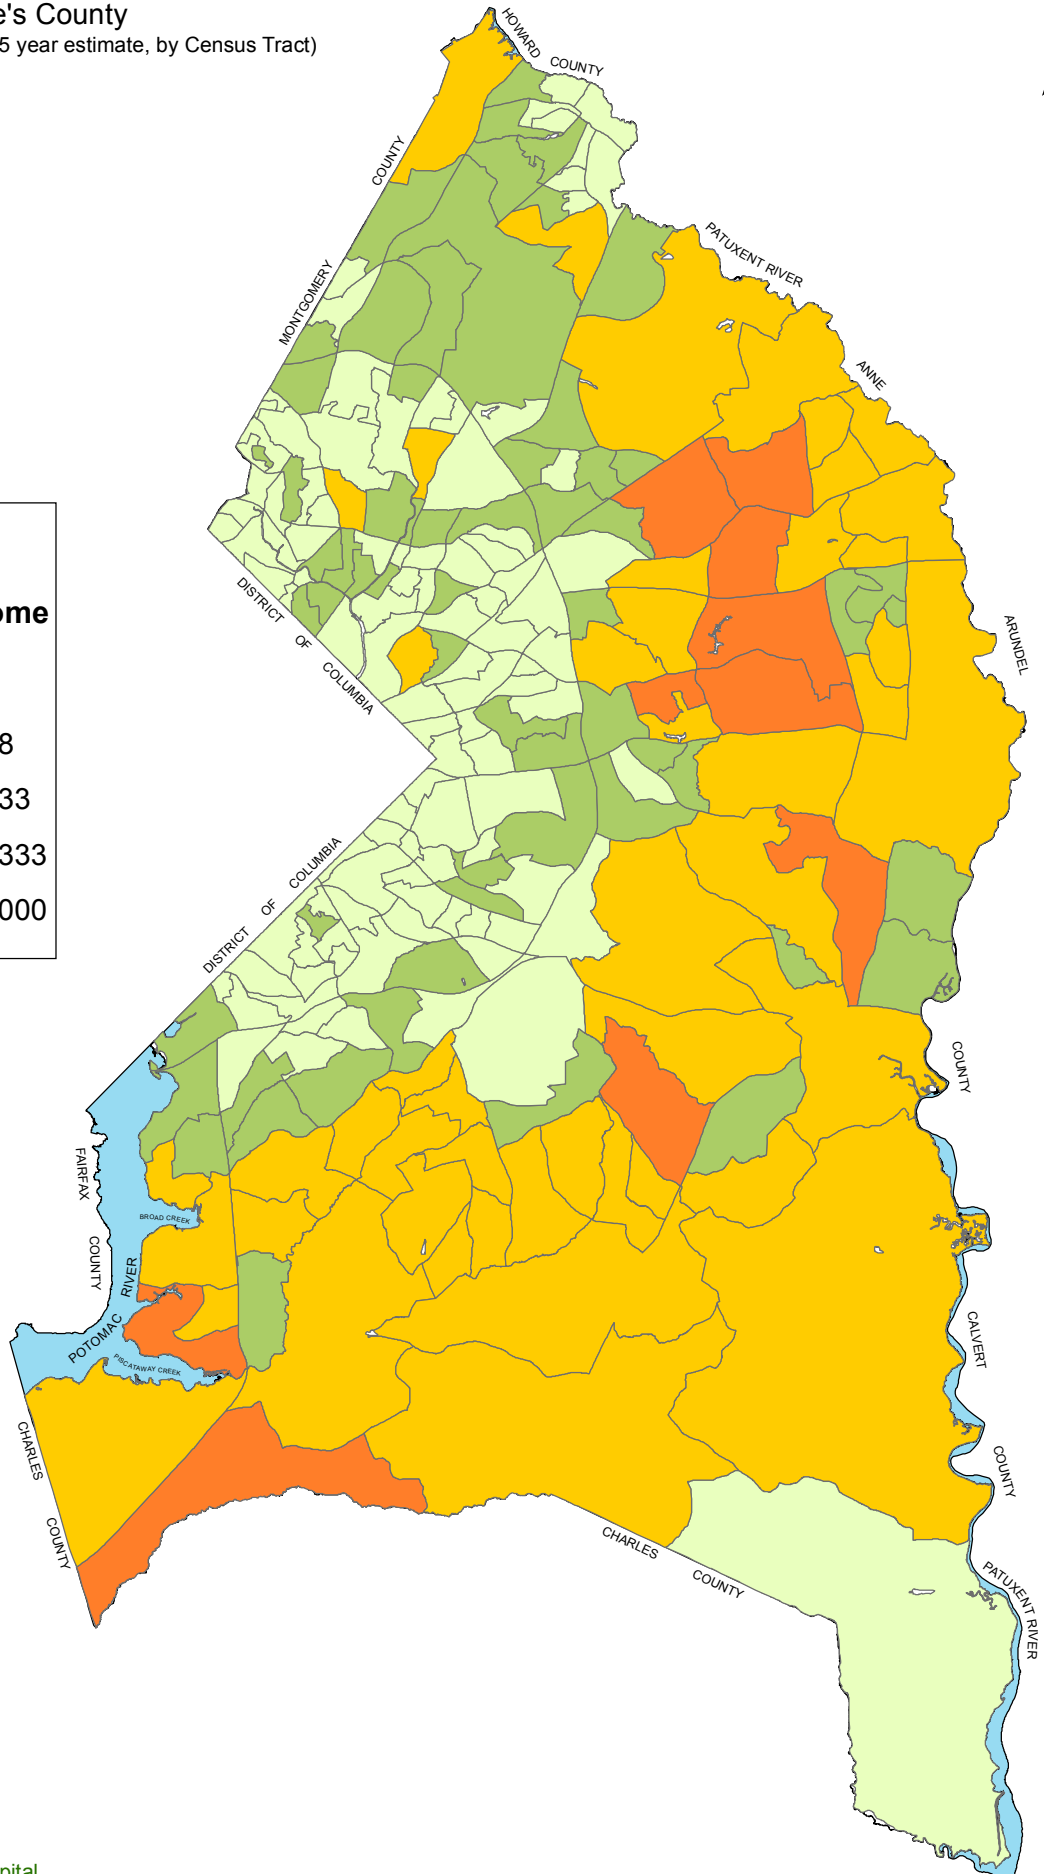 e's County
5 year estimate, by Census Tract)
HOWARD
COUNTY
COUNTY
PATUXENT RIVER
MONTGOMERY
ANNE
ome
8
33
333
000
DISTRICT
OF
COLUMBIA
ARUNDEL
DISTRICT
OF
COLUMBIA
COUNTY
FAIRFAX
COUNTY
BROAD CREEK
POTOMAC
RIVER
PISCATAWAY CREEK
CALVERT
COUNTY
CHARLES
COUNTY
CHARLES
COUNTY
PATUXENT RIVER
pital